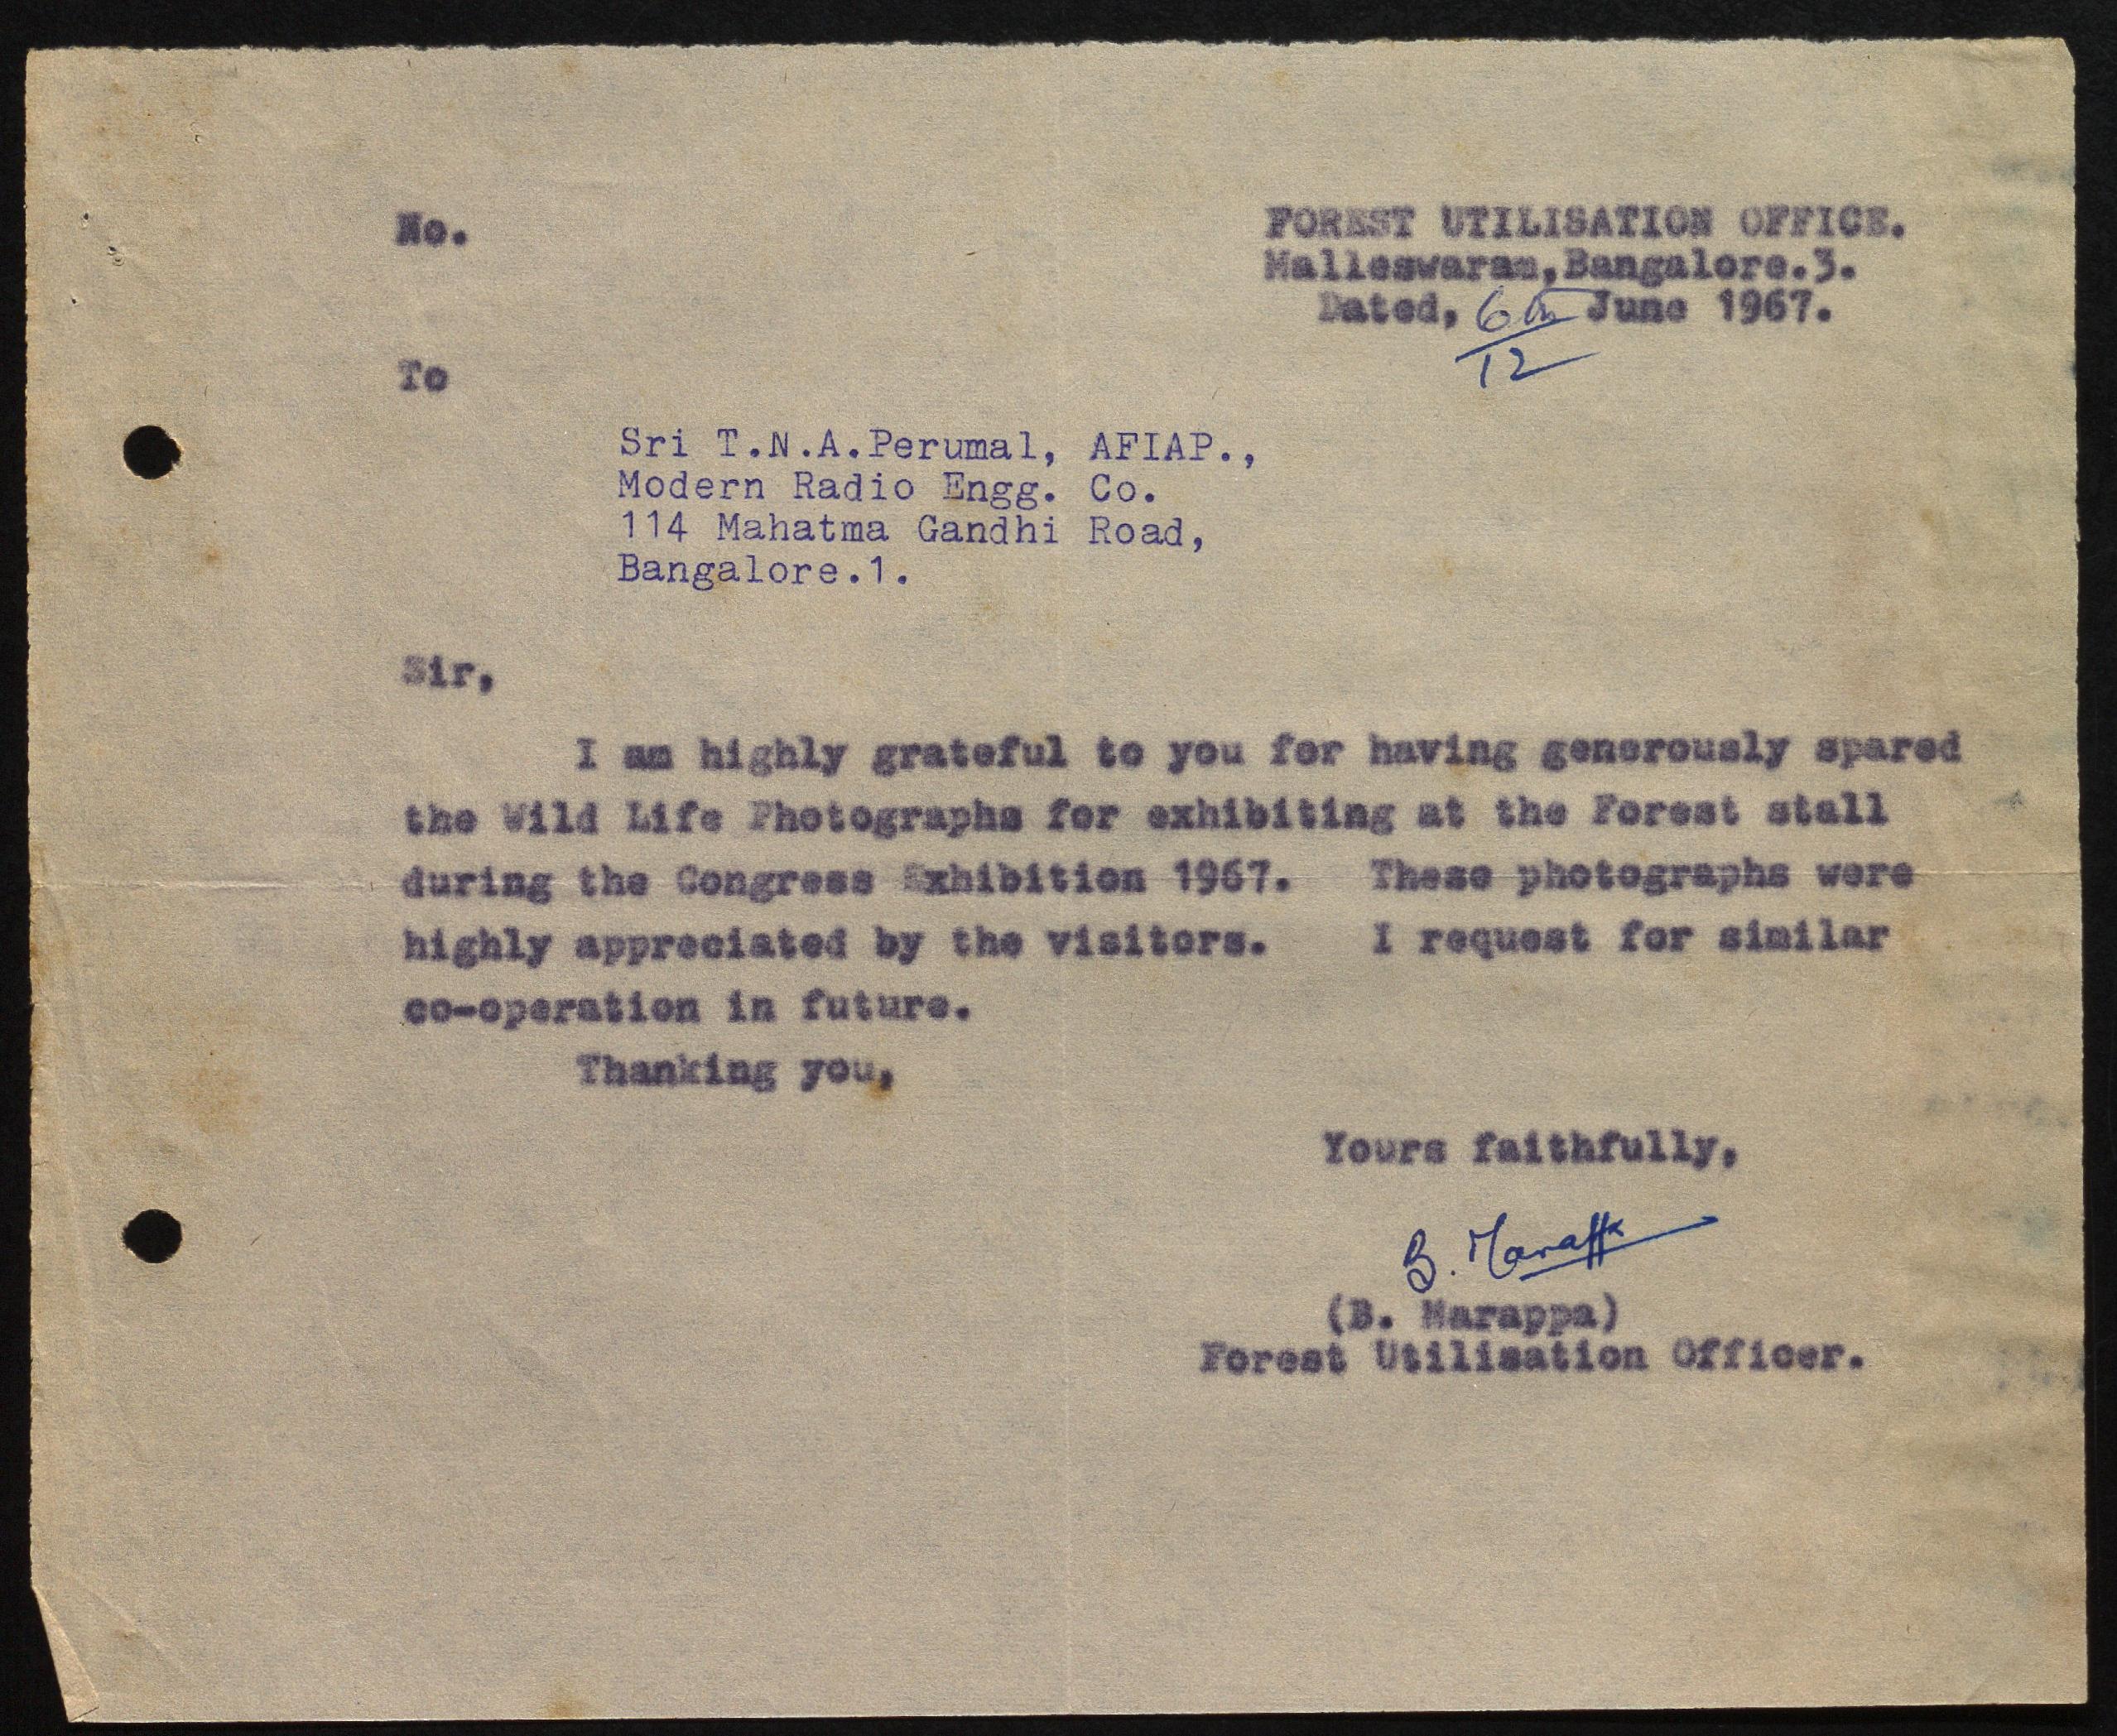 No.
FOREST UTILISATION OFFICE.
Malleswaram,Bangalore.3.
Dated, 6th June 1967.
12
To
Sri T.N.A.Perumal, AFIAP.,
Modern Radio Engg. Co.
114 Mahatma Gandhi Road,
Bangalore.1.
Sir,
I am highly grateful to you for having generously spared
the Wild Life Photographs for exhibiting at the Forest stall
during the Congress Exhibition 1967. These photographs were
highly appreciated by the visitors. I request for similar
co-operation in future.
Thanking you,
Yours faithfully,
B. Marappa
(B. Marappa)
Forest Utilisation Officer.